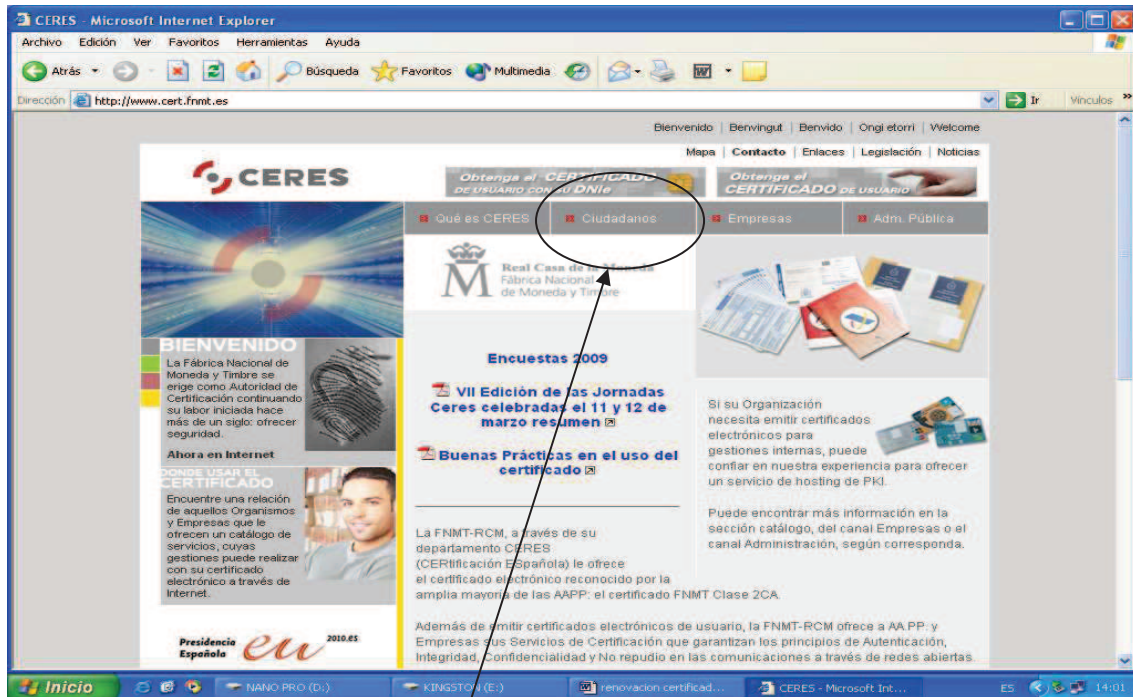 CERES - Microsoft Internet Explorer
Archivo Edición Ver Favoritos Herramientas Ayuda
Atrás Búsqueda Favoritos Multimedia
Dirección http://www.cert.fnmt.es Ir Vínculos »
Bienvenido | Benvingut | Benvido | Ongi etorri | Welcome
Mapa | Contacto | Enlaces | Legislación | Noticias
CERES
Obtenga el CERTIFICADO
DE USUARIO CON SU DNIe
Obtenga el
CERTIFICADO DE USUARIO
Qué es CERES Ciudadanos Empresas Adm. Pública
M
Real Casa de la Moneda
Fábrica Nacional
de Moneda y Timbre
BIENVENIDO
La Fábrica Nacional de
Moneda y Timbre se
erige como Autoridad de
Certificación continuando
su labor iniciada hace
más de un siglo: ofrecer
seguridad.
Ahora en Internet
DONDE USAR EL
CERTIFICADO
Encuentre una relación
de aquellos Organismos
y Empresas que le
ofrecen un catálogo de
servicios, cuyas
gestiones puede realizar
con su certificado
electrónico a través de
Internet.
Presidencia
Española
eu
2010.es
Encuestas 2009
VII Edición de las Jornadas
Ceres celebradas el 11 y 12 de
marzo resumen
Buenas Prácticas en el uso del
certificado
Si su Organización
necesita emitir certificados
electrónicos para
gestiones internas, puede
confiar en nuestra experiencia para ofrecer
un servicio de hosting de PKI.
Puede encontrar más información en la
sección catálogo, del canal Empresas o el
canal Administración, según corresponda.
La FNMT-RCM, a través de su
departamento CERES
(CERtificación ESpañola) le ofrece
el certificado electrónico reconocido por la
amplia mayoría de las AAPP: el certificado FNMT Clase 2CA.
Además de emitir certificados electrónicos de usuario, la FNMT-RCM ofrece a AA.PP. y
Empresas sus Servicios de Certificación que garantizan los principios de Autenticación,
Integridad, Confidencialidad y No repudio en las comunicaciones a través de redes abiertas.
Inicio NANO PRO (D:) KINGSTON (E:) renovacion certificad... CERES - Microsoft Int... ES 14:01